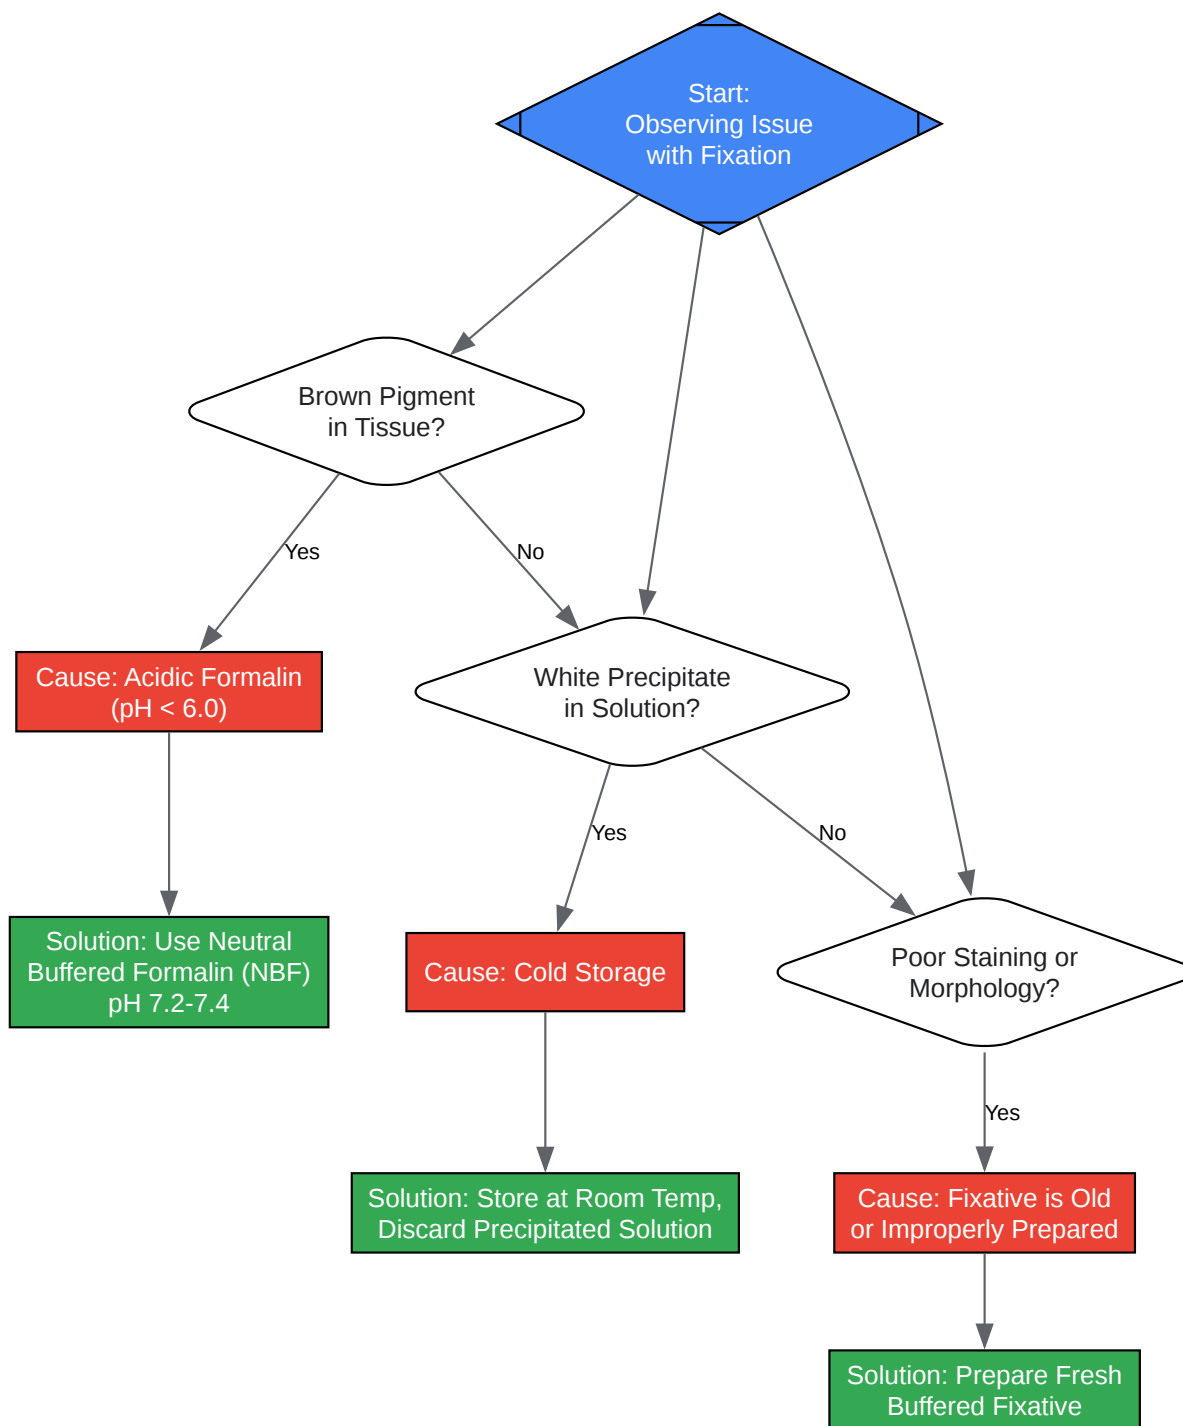 Start:
Observing Issue
with Fixation
Brown Pigment
in Tissue?
Yes
No
Cause: Acidic Formalin
(pH < 6.0)
White Precipitate
in Solution?
Yes
No
Solution: Use Neutral
Buffered Formalin (NBF)
pH 7.2-7.4
Cause: Cold Storage
Poor Staining or
Morphology?
Yes
Solution: Store at Room Temp,
Discard Precipitated Solution
Cause: Fixative is Old
or Improperly Prepared
Solution: Prepare Fresh
Buffered Fixative